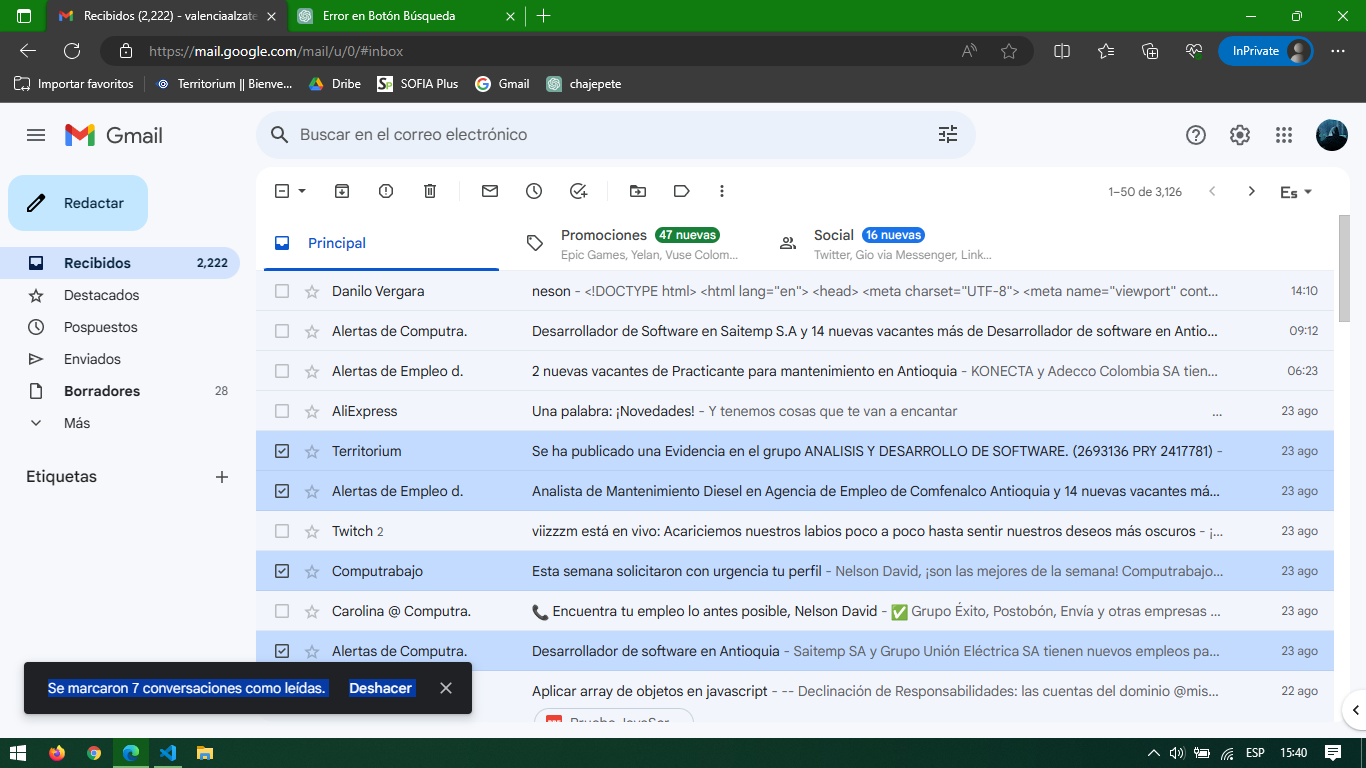 Recibidos (2,222) - valenciaalzate
Error en Botón Búsqueda
https://mail.google.com/mail/u/0/#inbox
InPrivate
Importar favoritos
Territorium || Bienve...
Dribe
SOFIA Plus
Gmail
chajepete
Gmail
Buscar en el correo electrónico
Redactar
1–50 de 3,126
Es
Recibidos 2,222
Destacados
Pospuestos
Enviados
Borradores 28
Más
Etiquetas
Principal
Promociones 47 nuevas
Epic Games, Yelan, Vuse Colom...
Social 16 nuevas
Twitter, Gio via Messenger, Link...
Danilo Vergara neson - <!DOCTYPE html> <html lang="en"> <head> <meta charset="UTF-8"> <meta name="viewport" cont... 14:10
Alertas de Computra. Desarrollador de Software en Saitemp S.A y 14 nuevas vacantes más de Desarrollador de software en Antio... 09:12
Alertas de Empleo d. 2 nuevas vacantes de Practicante para mantenimiento en Antioquia - KONECTA y Adecco Colombia SA tien... 06:23
AliExpress Una palabra: ¡Novedades! - Y tenemos cosas que te van a encantar ... 23 ago
Territorium Se ha publicado una Evidencia en el grupo ANALISIS Y DESARROLLO DE SOFTWARE. (2693136 PRY 2417781) - 23 ago
Alertas de Empleo d. Analista de Mantenimiento Diesel en Agencia de Empleo de Comfenalco Antioquia y 14 nuevas vacantes má... 23 ago
Twitch 2 viizzzm está en vivo: Acariciemos nuestros labios poco a poco hasta sentir nuestros deseos más oscuros - ¡... 23 ago
Computrabajo Esta semana solicitaron con urgencia tu perfil - Nelson David, ¡son las mejores de la semana! Computrabajo... 23 ago
Carolina @ Computra. 📞 Encuentra tu empleo lo antes posible, Nelson David - ✅ Grupo Éxito, Postobón, Envía y otras empresas ... 23 ago
Alertas de Computra. Desarrollador de software en Antioquia - Saitemp SA y Grupo Unión Eléctrica SA tienen nuevos empleos pa... 23 ago
Aplicar array de objetos en javascript - -- Declinación de Responsabilidades: las cuentas del dominio @mis... 22 ago
Se marcaron 7 conversaciones como leídas. Deshacer
ESP 15:40